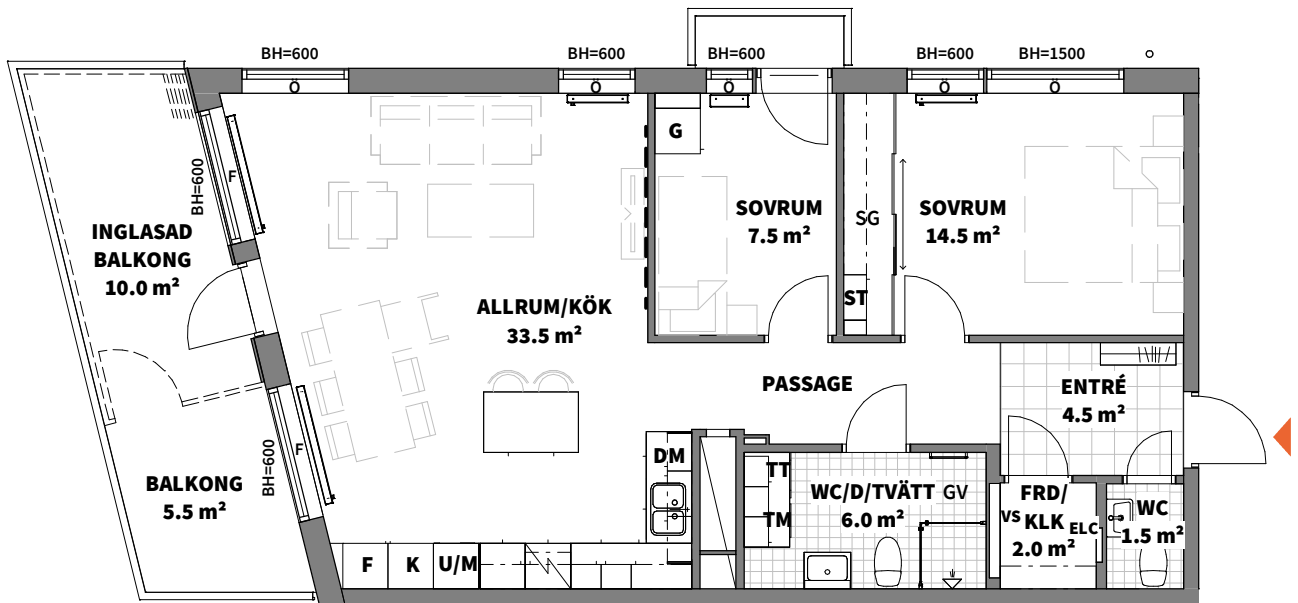 BH=600
BH=600
BH=600
BH=600
BH=1500
Ö
Ö
Ö
Ö
Ö
G
F
BH=600
INGLASAD
BALKONG
10.0 m²
SOVRUM
7.5 m²
SG
SOVRUM
14.5 m²
ST
ALLRUM/KÖK
33.5 m²
PASSAGE
ENTRÉ
4.5 m²
BH=600
F
BALKONG
5.5 m²
DM
TT
TM
WC/D/TVÄTT
6.0 m²
GV
VS
FRD/
KLK
2.0 m²
ELC
WC
1.5 m²
F
K
U/M